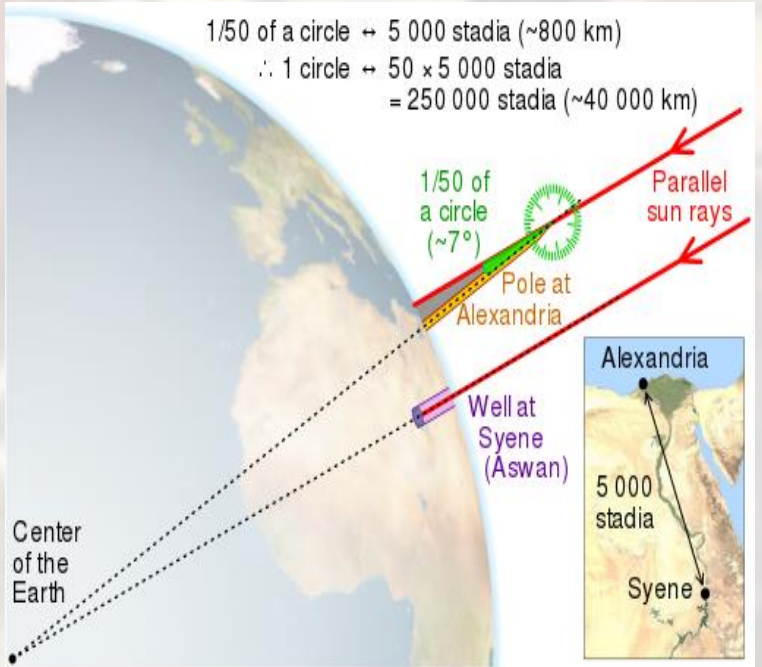 1/50 of a circle ↔ 5 000 stadia (~800 km)
∴ 1 circle ↔ 50 × 5 000 stadia
= 250 000 stadia (~40 000 km)
1/50 of
a circle
(~7°)
Parallel
sun rays
Pole at
Alexandria
Well at
Syene
(Aswan)
Center
of the
Earth
Alexandria
5 000
stadia
Syene